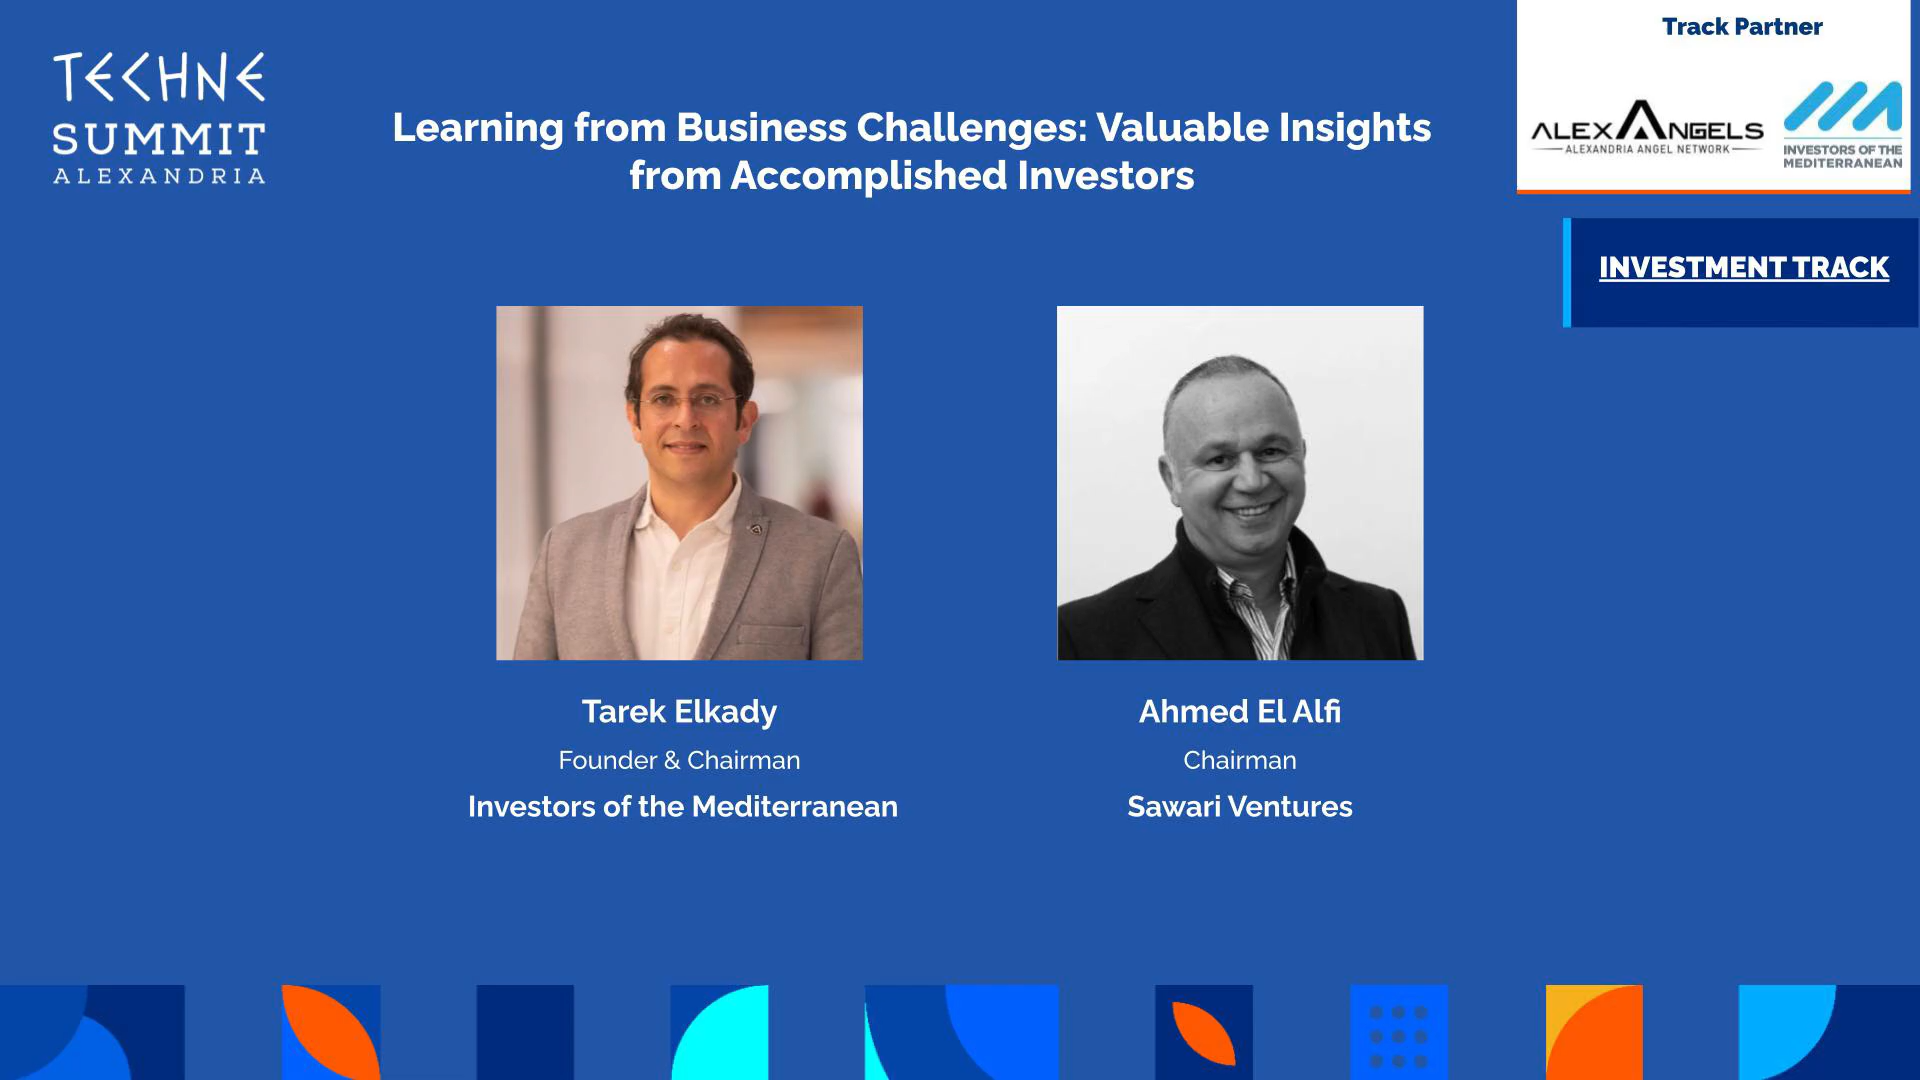 TECHNE
SUMMIT
ALEXANDRIA
Learning from Business Challenges: Valuable Insights
from Accomplished Investors
Track Partner
ALEXANGELS
ALEXANDRIA ANGEL NETWORK
INVESTORS OF THE
MEDITERRANEAN
INVESTMENT TRACK
Tarek Elkady
Founder & Chairman
Investors of the Mediterranean
Ahmed El Alfi
Chairman
Sawari Ventures